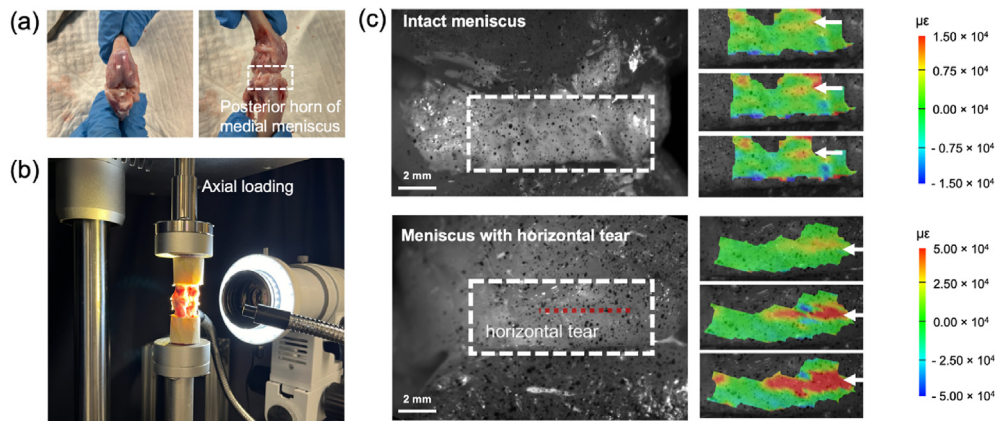 (a)
Posterior horn of
medial meniscus
(b)
Axial loading
(c)
Intact meniscus
2 mm
Meniscus with horizontal tear
horizontal tear
2 mm
με
1.50 × 10⁴
0.75 × 10⁴
0.00 × 10⁴
- 0.75 × 10⁴
- 1.50 × 10⁴
με
5.00 × 10⁴
2.50 × 10⁴
0.00 × 10⁴
- 2.50 × 10⁴
- 5.00 × 10⁴